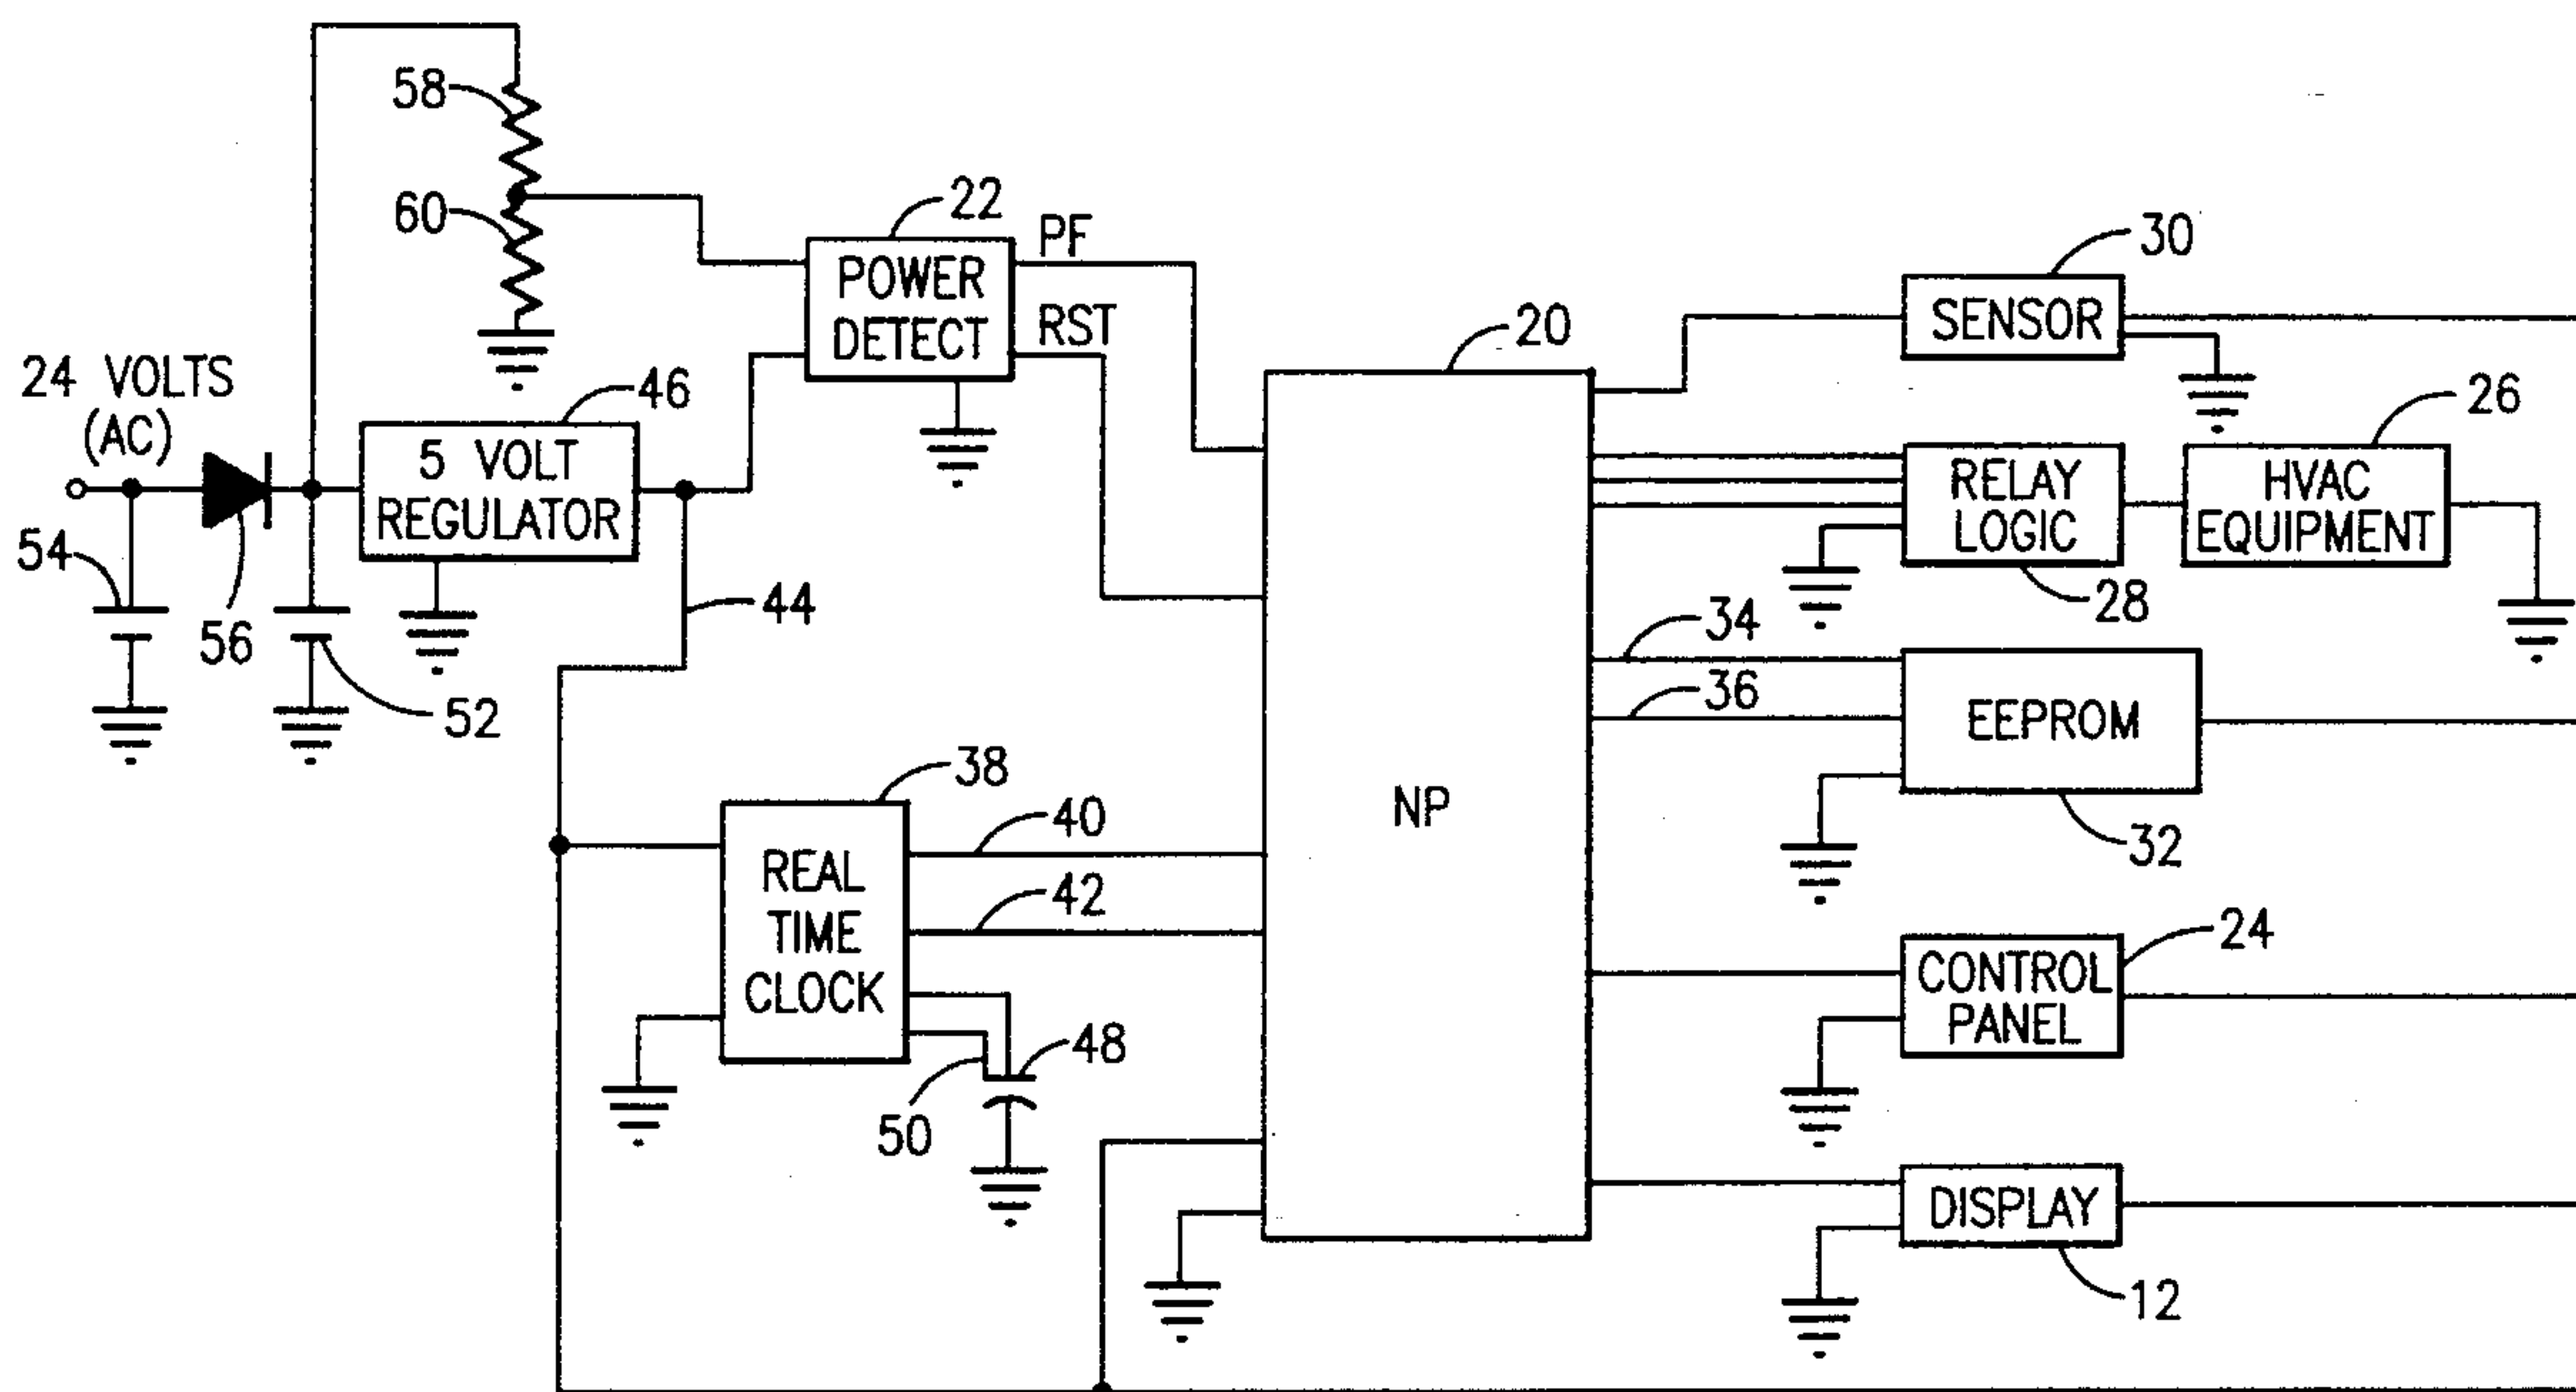 58
60
22
PF
POWER
DETECT
RST
30
SENSOR
20
24 VOLTS
(AC)
46
5 VOLT
REGULATOR
26
RELAY
LOGIC
HVAC
EQUIPMENT
54
56
44
28
34
52
36
EEPROM
38
40
NP
32
REAL
TIME
CLOCK
42
24
CONTROL
PANEL
48
50
DISPLAY
12